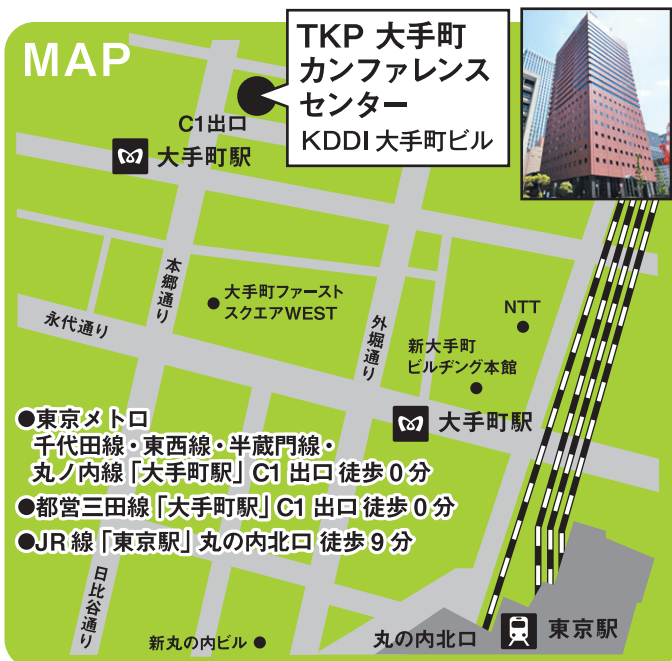 MAP
TKP 大手町
カンファレンス
センター
KDDI 大手町ビル
C1出口
大手町駅
本郷通り
大手町ファースト
スクエアWEST
永代通り
外堀通り
NTT
新大手町
ビルヂング本館
大手町駅
●東京メトロ
千代田線・東西線・半蔵門線・
丸ノ内線「大手町駅」C1 出口 徒歩 0 分
●都営三田線「大手町駅」C1 出口 徒歩 0 分
●JR 線「東京駅」丸の内北口 徒歩 9 分
日比谷通り
新丸の内ビル
丸の内北口
東京駅